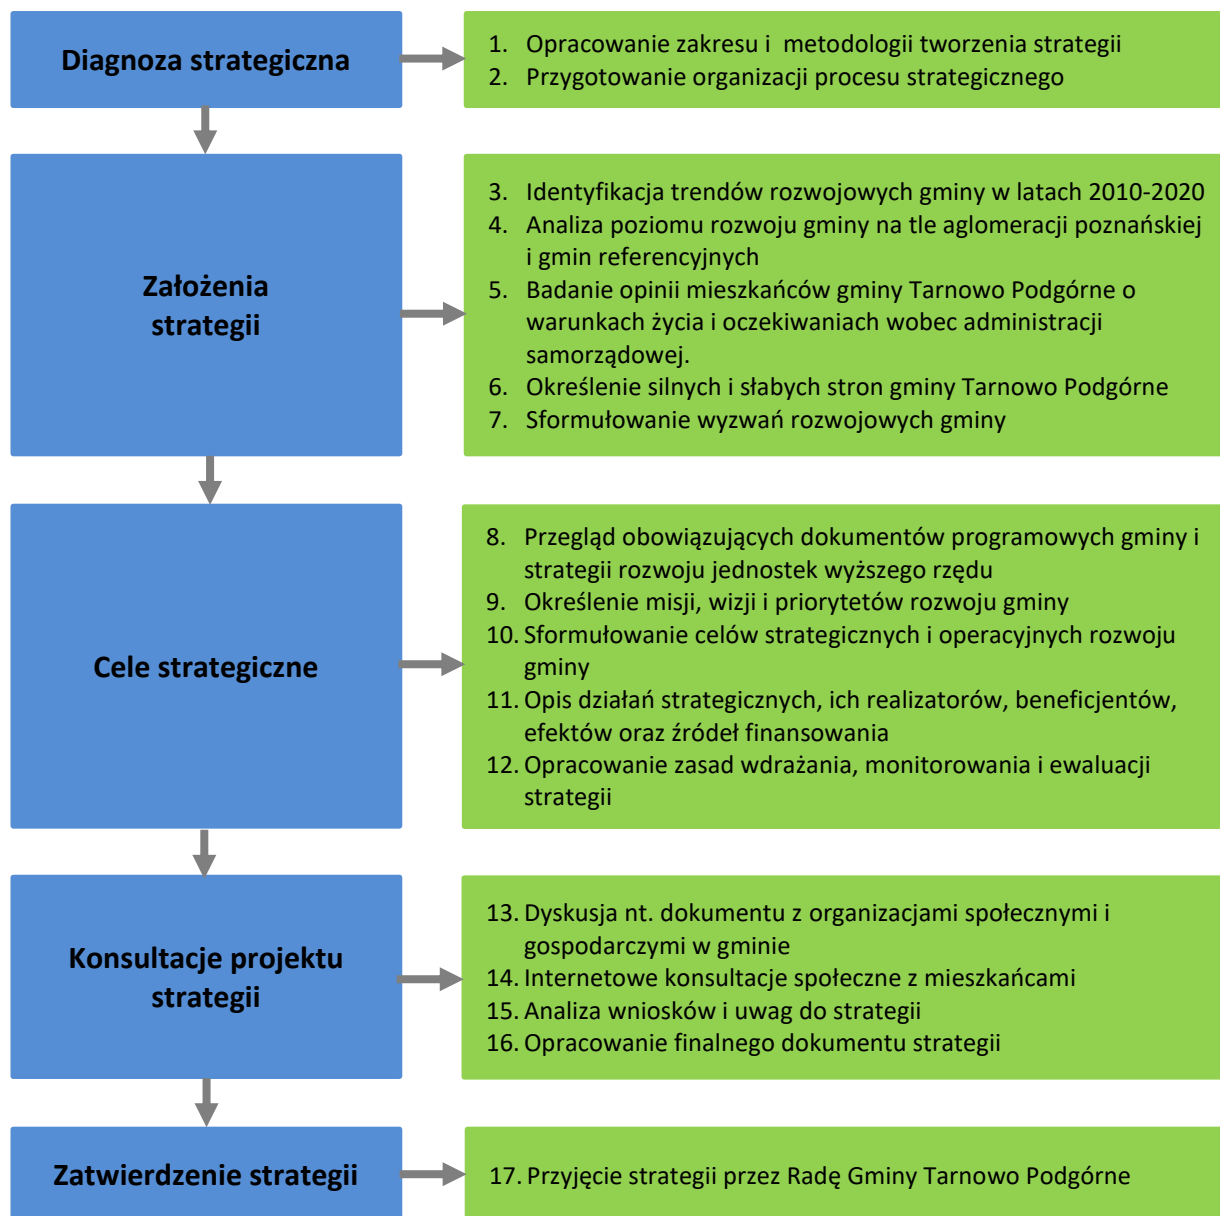 Diagnoza strategiczna
1. Opracowanie zakresu i metodologii tworzenia strategii
2. Przygotowanie organizacji procesu strategicznego
Założenia
strategii
3. Identyfikacja trendów rozwojowych gminy w latach 2010-2020
4. Analiza poziomu rozwoju gminy na tle aglomeracji poznańskiej
i gmin referencyjnych
5. Badanie opinii mieszkańców gminy Tarnowo Podgórne o
warunkach życia i oczekiwaniach wobec administracji
samorządowej.
6. Określenie silnych i słabych stron gminy Tarnowo Podgórne
7. Sformułowanie wyzwań rozwojowych gminy
Cele strategiczne
8. Przegląd obowiązujących dokumentów programowych gminy i
strategii rozwoju jednostek wyższego rzędu
9. Określenie misji, wizji i priorytetów rozwoju gminy
10. Sformułowanie celów strategicznych i operacyjnych rozwoju
gminy
11. Opis działań strategicznych, ich realizatorów, beneficjentów,
efektów oraz źródeł finansowania
12. Opracowanie zasad wdrażania, monitorowania i ewaluacji
strategii
Konsultacje projektu
strategii
13. Dyskusja nt. dokumentu z organizacjami społecznymi i
gospodarczymi w gminie
14. Internetowe konsultacje społeczne z mieszkańcami
15. Analiza wniosków i uwag do strategii
16. Opracowanie finalnego dokumentu strategii
Zatwierdzenie strategii
17. Przyjęcie strategii przez Radę Gminy Tarnowo Podgórne